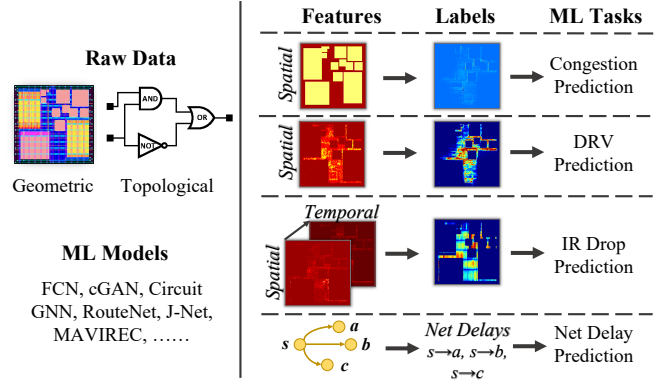 Raw Data
AND
OR
NOT
Geometric
Topological
ML Models
FCN, cGAN, Circuit
GNN, RouteNet, J-Net,
MAVIREC, ……
Features
Labels
ML Tasks
Spatial
Congestion
Prediction
Spatial
DRV
Prediction
Temporal
Spatial
IR Drop
Prediction
s
a
b
c
Net Delays
s→a, s→b,
s→c
Net Delay
Prediction